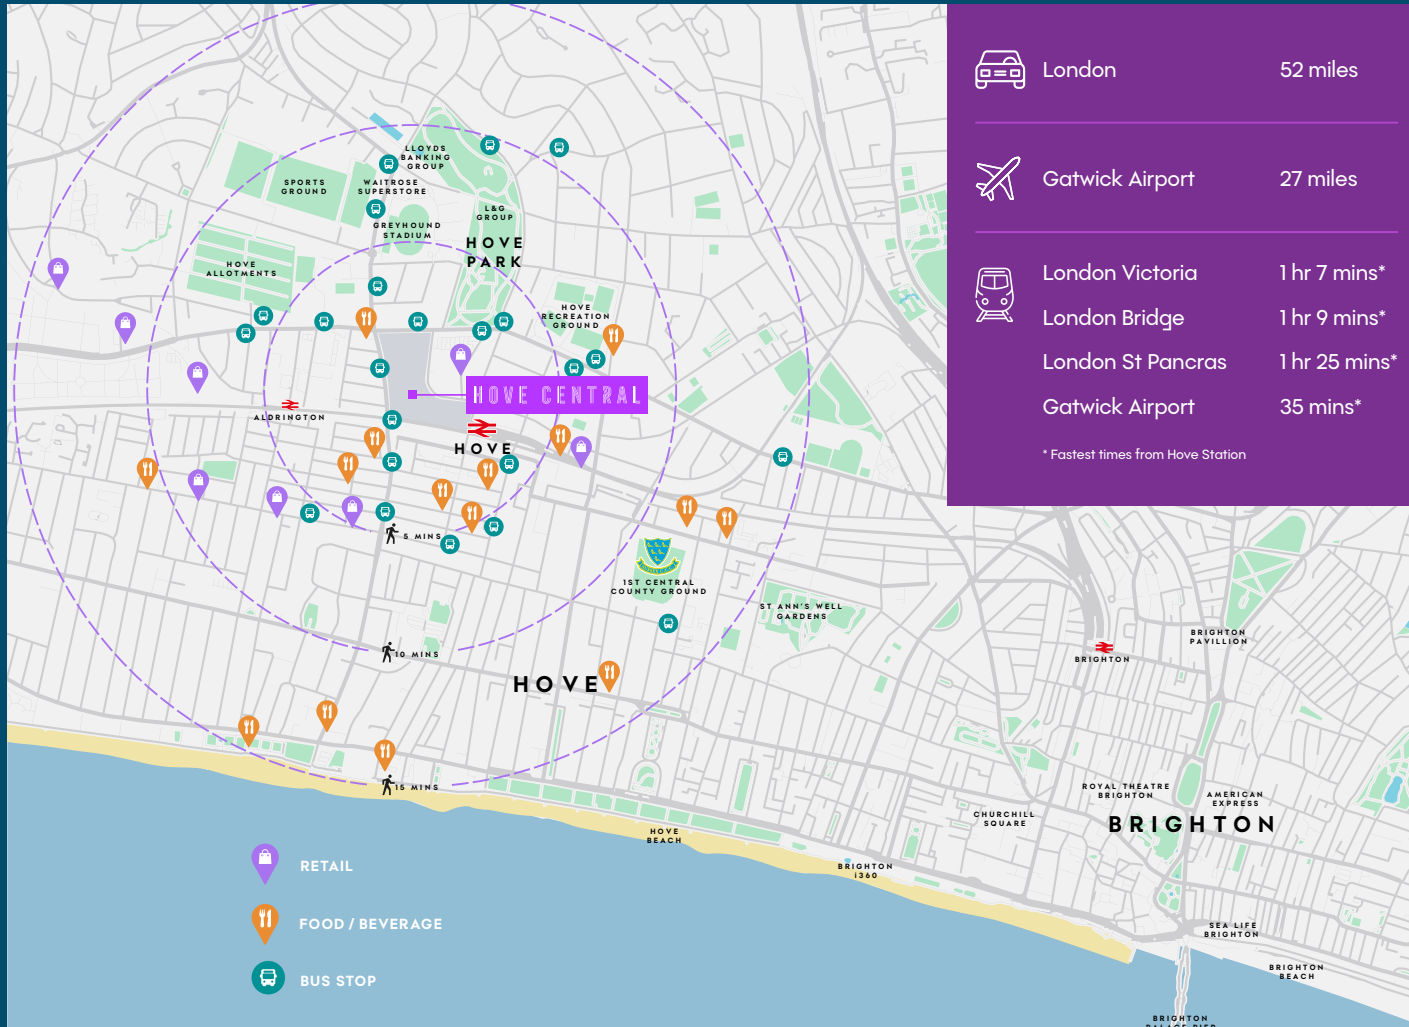 London 52 miles
Gatwick Airport 27 miles
London Victoria 1 hr 7 mins*
London Bridge 1 hr 9 mins*
London St Pancras 1 hr 25 mins*
Gatwick Airport 35 mins*
* Fastest times from Hove Station
LLOYDS
BANKING
GROUP
SPORTS
GROUND
WAITROSE
SUPERSTORE
L&G
GROUP
GREYHOUND
STADIUM
HOVE
PARK
HOVE
ALLOTMENTS
HOVE
RECREATION
GROUND
HOVE CENTRAL
ALDRINGTON
HOVE
5 MINS
1ST CENTRAL
COUNTY GROUND
ST ANN'S WELL
GARDENS
BRIGHTON
PAVILLION
10 MINS
BRIGHTON
HOVE
15 MINS
ROYAL THEATRE
BRIGHTON
AMERICAN
EXPRESS
CHURCHILL
SQUARE
BRIGHTON
HOVE
BEACH
BRIGHTON
i360
RETAIL
FOOD / BEVERAGE
BUS STOP
SEA LIFE
BRIGHTON
BRIGHTON
BEACH
BRIGHTON
PALACE PIER